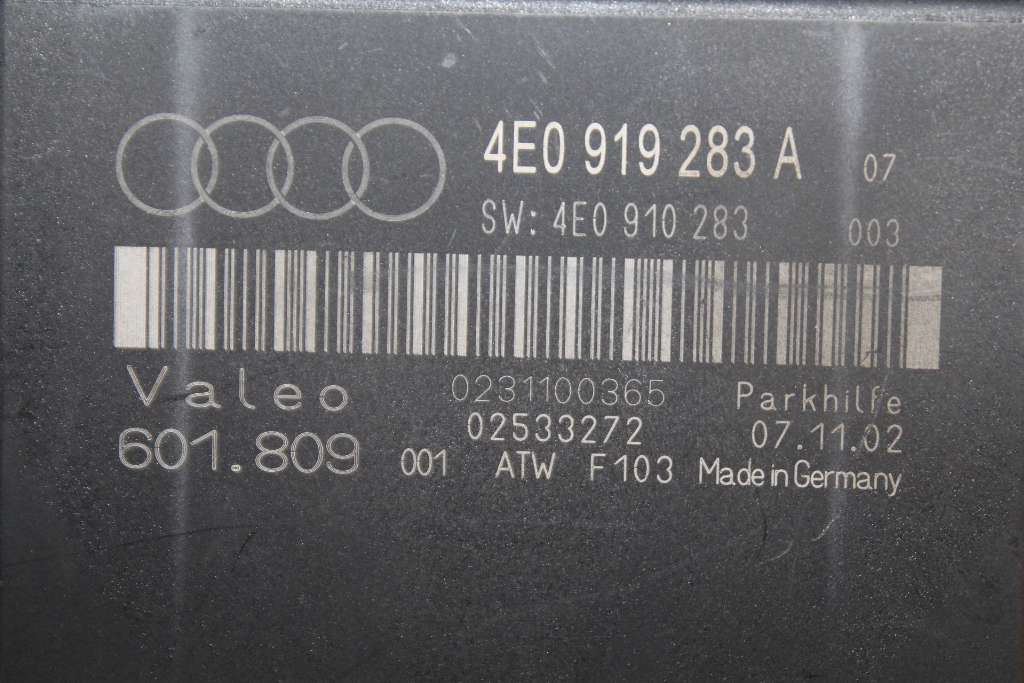 4E0 919 283 A 07
SW: 4E0 910 283 003
Valeo 0231100365 Parkhilfe
02533272 07.11.02
601.809 001 ATW F103 Made in Germany